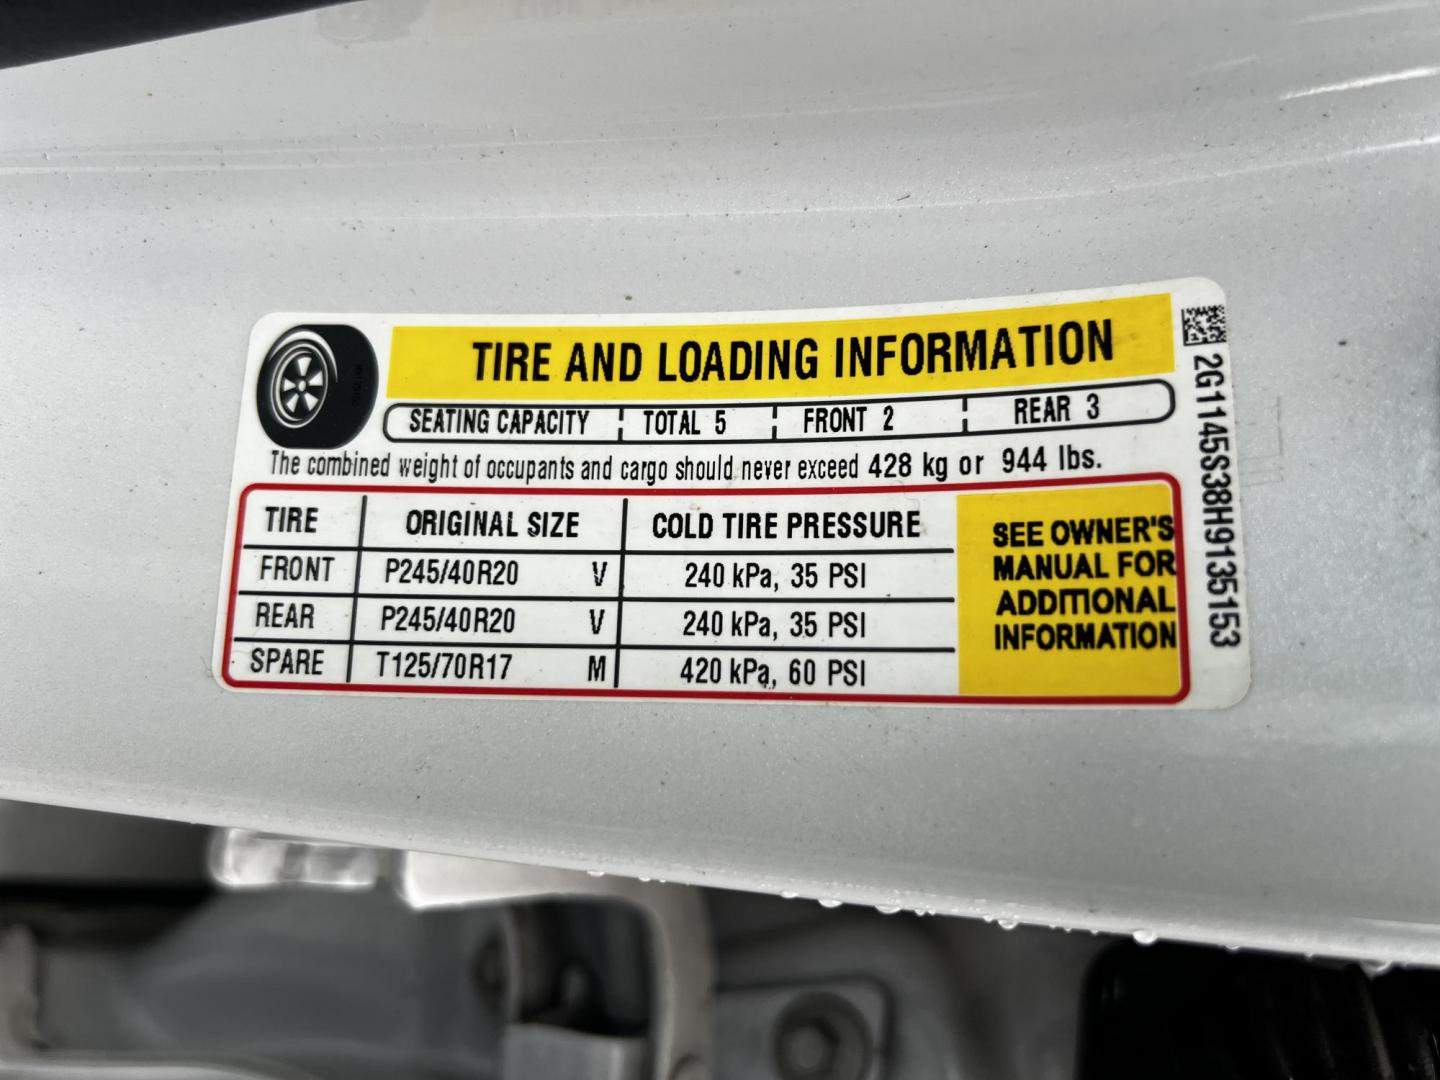 TIRE AND LOADING INFORMATION
SEATING CAPACITY TOTAL 5 FRONT 2 REAR 3
The combined weight of occupants and cargo should never exceed 428 kg or 944 lbs.
TIRE ORIGINAL SIZE COLD TIRE PRESSURE
FRONT P245/40R20 V 240 kPa, 35 PSI
REAR P245/40R20 V 240 kPa, 35 PSI
SPARE T125/70R17 M 420 kPa, 60 PSI
SEE OWNER'S
MANUAL FOR
ADDITIONAL
INFORMATION
2G1145S38H9135153